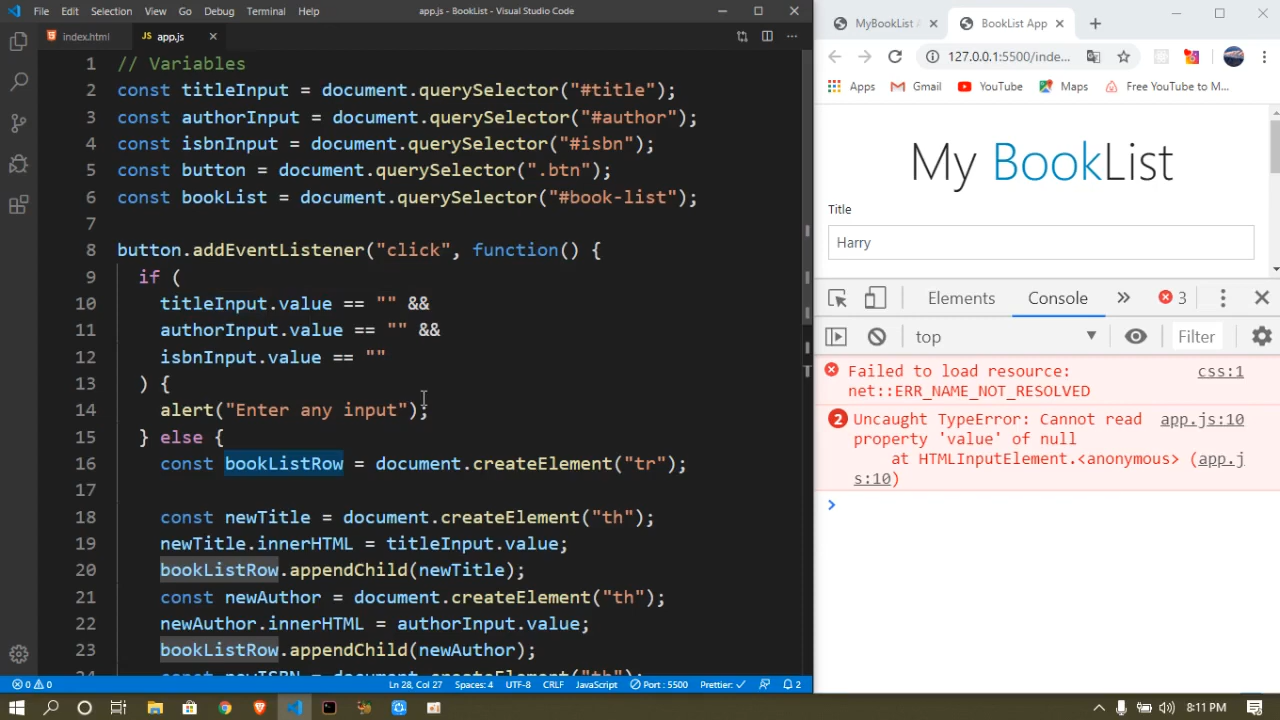 File Edit Selection View Go Debug Terminal Help app.js - BookList - Visual Studio Code
index.html app.js
1 // Variables
2 const titleInput = document.querySelector("#title");
3 const authorInput = document.querySelector("#author");
4 const isbnInput = document.querySelector("#isbn");
5 const button = document.querySelector(".btn");
6 const bookList = document.querySelector("#book-list");
7
8 button.addEventListener("click", function() {
9 if (
10 titleInput.value == "" &&
11 authorInput.value == "" &&
12 isbnInput.value == ""
13 ) {
14 alert("Enter any input");
15 } else {
16 const bookListRow = document.createElement("tr");
17
18 const newTitle = document.createElement("th");
19 newTitle.innerHTML = titleInput.value;
20 bookListRow.appendChild(newTitle);
21 const newAuthor = document.createElement("th");
22 newAuthor.innerHTML = authorInput.value;
23 bookListRow.appendChild(newAuthor);
24 const newISBN = document.createElement("th");
0 0 Ln 28, Col 27 Spaces: 4 UTF-8 CRLF JavaScript Port : 5500 Prettier: 2
MyBookList BookList App
127.0.0.1:5500/inde...
Apps Gmail YouTube Maps Free YouTube to M...
My BookList
Title
Harry
Elements Console 3
top Filter
Failed to load resource: css:1
net::ERR_NAME_NOT_RESOLVED
2 Uncaught TypeError: Cannot read app.js:10
property 'value' of null
at HTMLInputElement.<anonymous> (app.j
s:10)
8:11 PM